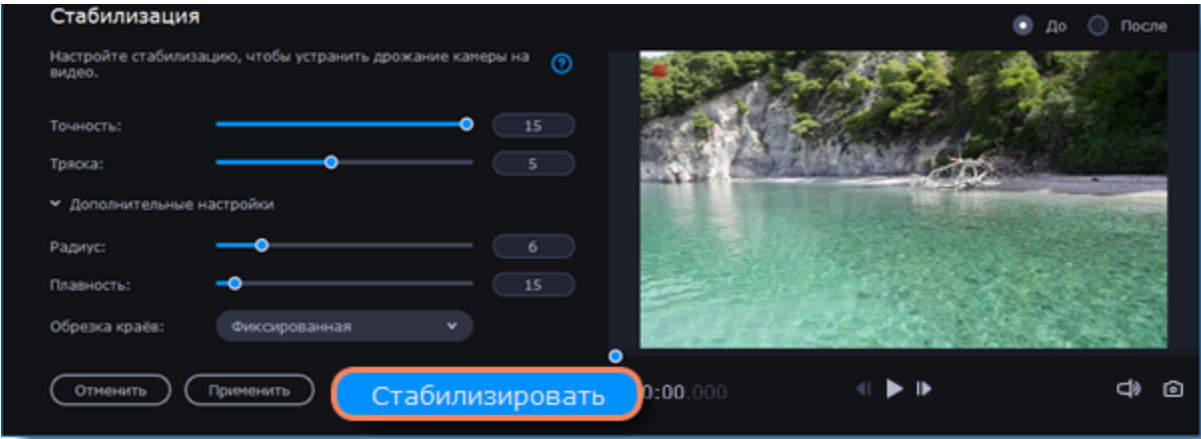 Стабилизация
До
После
Настройте стабилизацию, чтобы устранить дрожание камеры на
видео.
?
Точность:
15
Тряска:
5
Дополнительные настройки
Радиус:
6
Плавность:
15
Обрезка краёв:
Фиксированная
Отменить
Применить
Стабилизировать
0:00.000